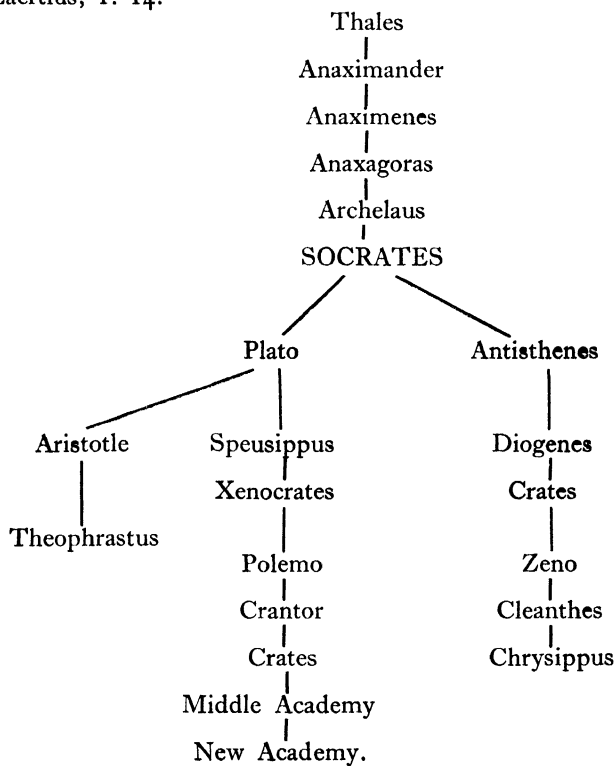 Laertius, I. 14.
Thales
Anaximander
Anaximenes
Anaxagoras
Archelaus
SOCRATES
Plato Antisthenes
Aristotle Speusippus Diogenes
Xenocrates Crates
Theophrastus
Polemo Zeno
Crantor Cleanthes
Crates Chrysippus
Middle Academy
New Academy.